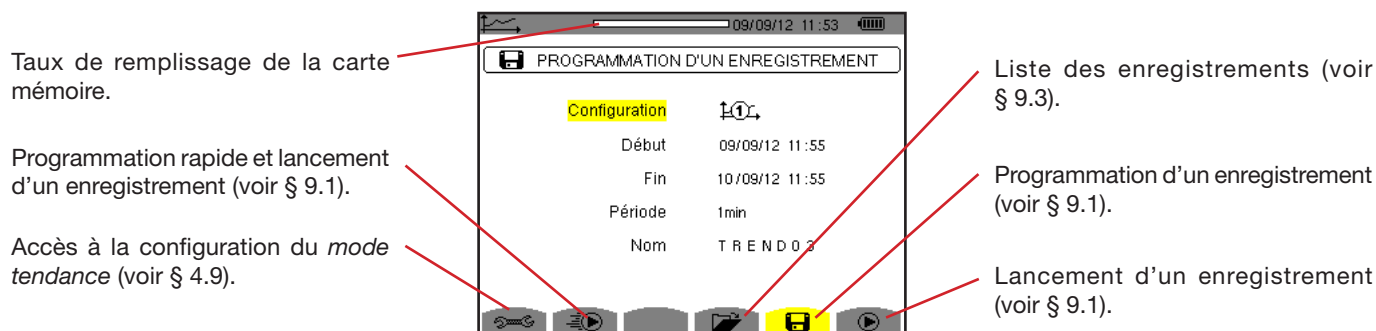 09/09/12 11:53
PROGRAMMATION D'UN ENREGISTREMENT
Taux de remplissage de la carte
mémoire.
Programmation rapide et lancement
d'un enregistrement (voir § 9.1).
Accès à la configuration du mode
tendance (voir § 4.9).
Configuration
1
Début 09/09/12 11:55
Fin 10/09/12 11:55
Période 1min
Nom TREND03
Liste des enregistrements (voir
§ 9.3).
Programmation d'un enregistrement
(voir § 9.1).
Lancement d'un enregistrement
(voir § 9.1).